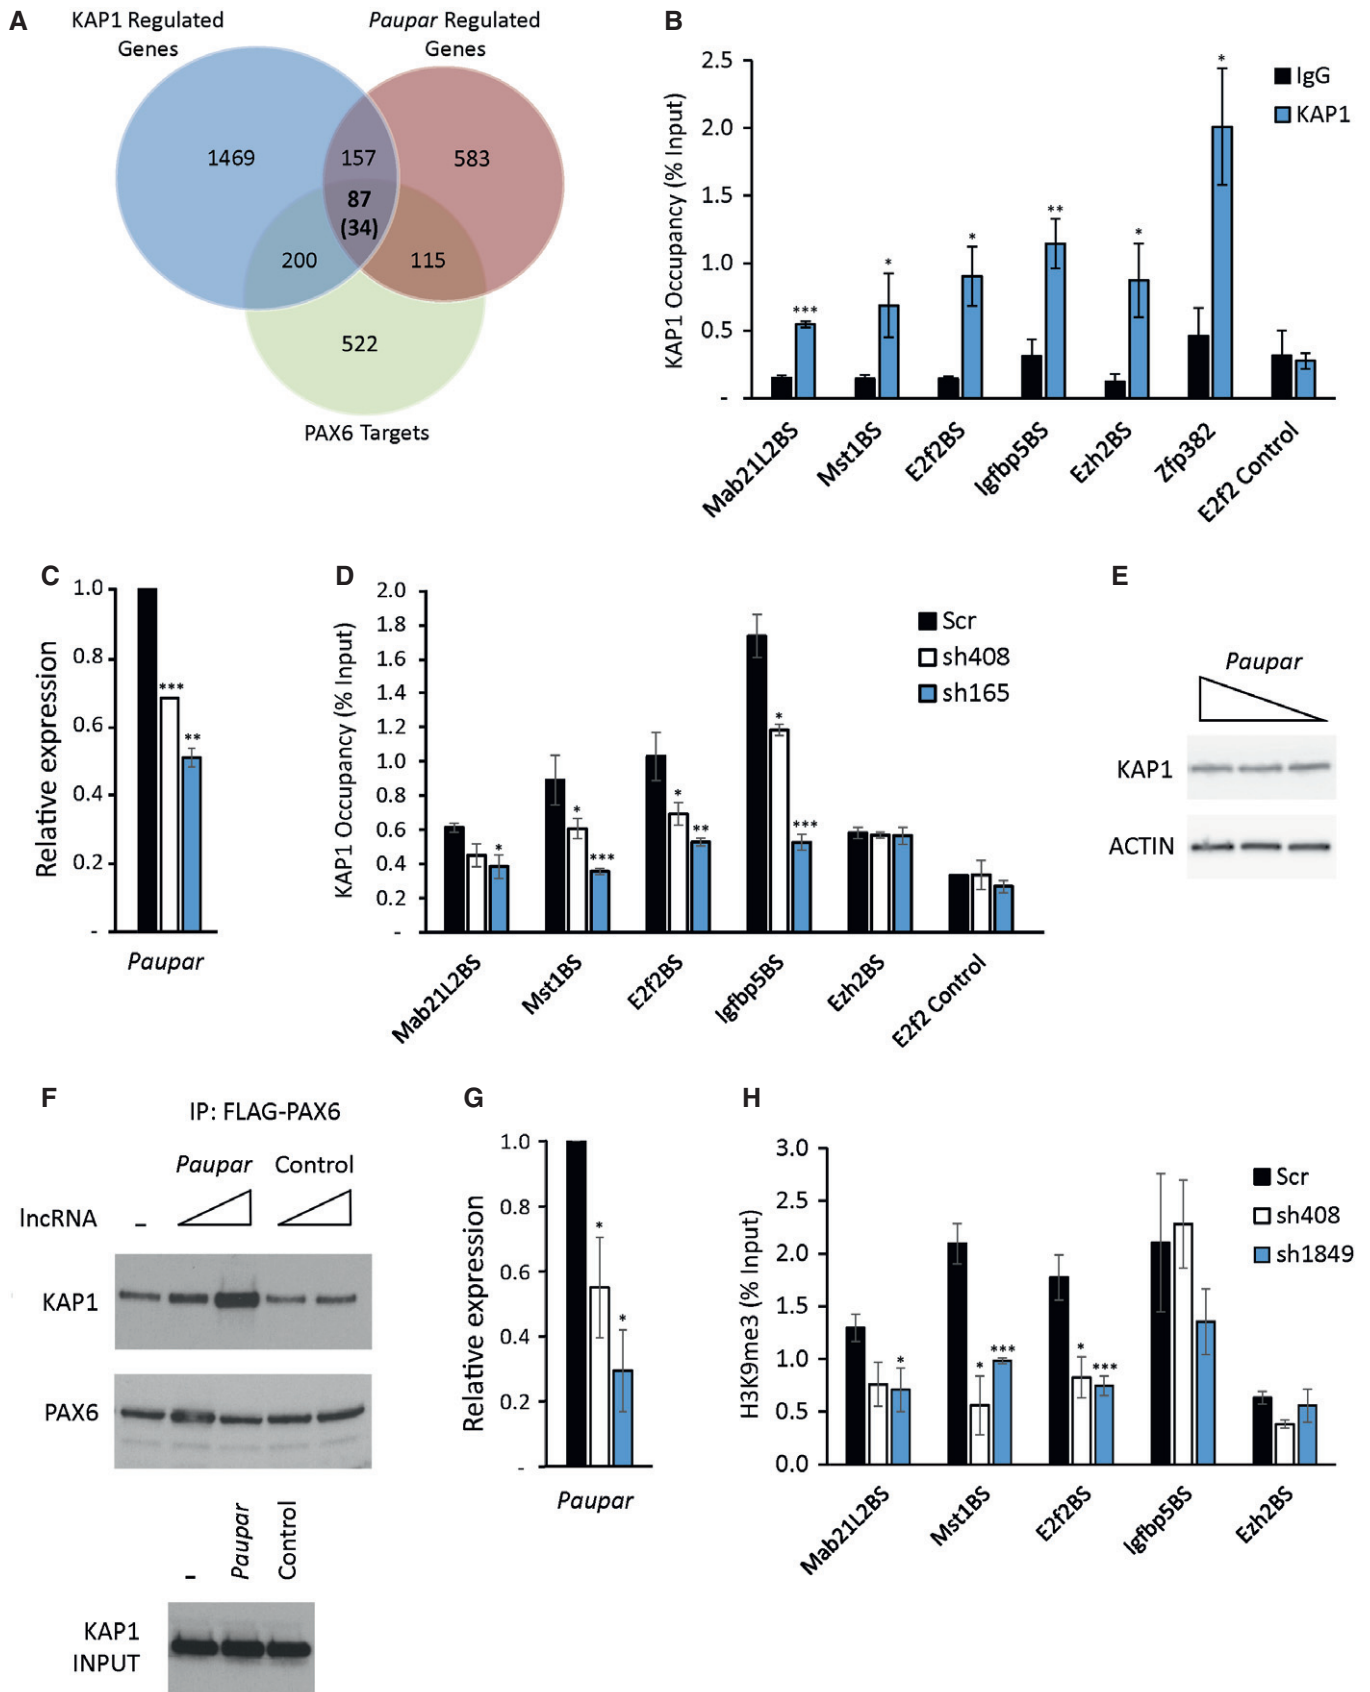 A
KAP1 Regulated
Genes
Paupar Regulated
Genes
1469
157
583
87
(34)
200
115
522
PAX6 Targets
B
KAP1 Occupancy (% Input)
2.5
2.0
1.5
1.0
0.5
-
IgG
KAP1
***
*
*
**
*
*
Mab21L2BS
Mst1BS
E2f2BS
Igfbp5BS
Ezh2BS
Zfp382
E2f2 Control
C
Relative expression
1.0
0.8
0.6
0.4
0.2
-
***
**
Paupar
D
KAP1 Occupancy (% Input)
2.0
1.8
1.6
1.4
1.2
1.0
0.8
0.6
0.4
0.2
-
Scr
sh408
sh165
*
*
***
*
**
*
***
Mab21L2BS
Mst1BS
E2f2BS
Igfbp5BS
Ezh2BS
E2f2 Control
E
Paupar
KAP1
ACTIN
F
IP: FLAG-PAX6
Paupar Control
lncRNA
–
KAP1
PAX6
–
Paupar
Control
KAP1
INPUT
G
Relative expression
1.0
0.8
0.6
0.4
0.2
-
*
*
Paupar
H
H3K9me3 (% Input)
3.0
2.5
2.0
1.5
1.0
0.5
0.0
Scr
sh408
sh1849
*
*
***
*
***
Mab21L2BS
Mst1BS
E2f2BS
Igfbp5BS
Ezh2BS